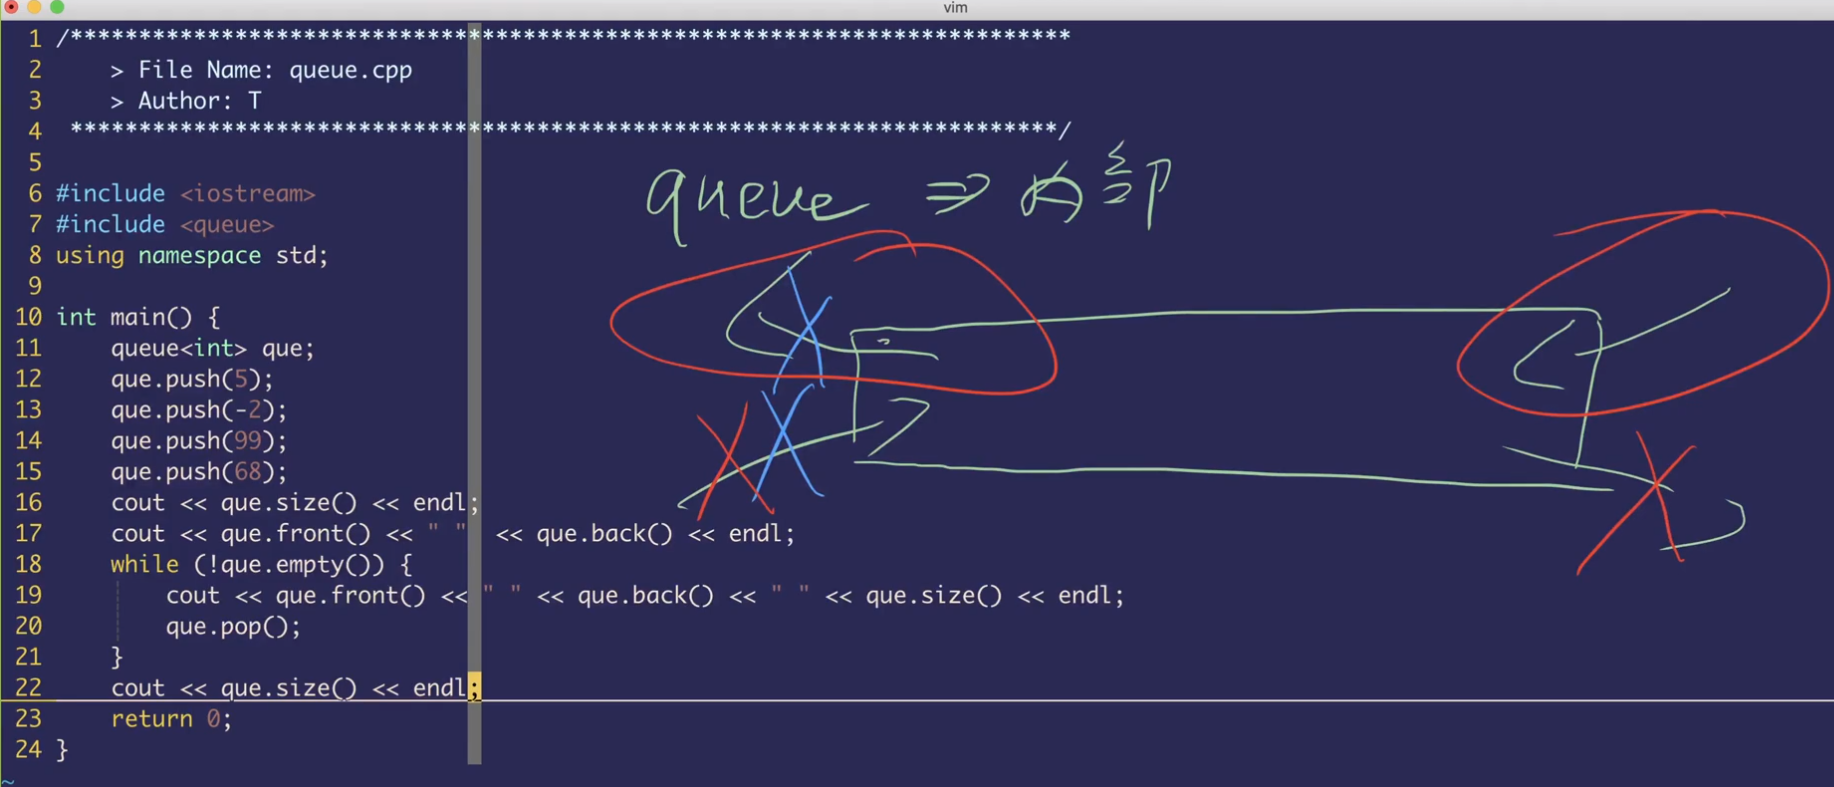 vim
1 /*************************************************************************
2     > File Name: queue.cpp
3     > Author: T
4  ************************************************************************/
5
6 #include <iostream>
7 #include <queue>
8 using namespace std;
9
10 int main() {
11     queue<int> que;
12     que.push(5);
13     que.push(-2);
14     que.push(99);
15     que.push(68);
16     cout << que.size() << endl;
17     cout << que.front() << " " << que.back() << endl;
18     while (!que.empty()) {
19         cout << que.front() << " " << que.back() << " " << que.size() << endl;
20         que.pop();
21     }
22     cout << que.size() << endl;
23     return 0;
24 }
~
queue ⇒ 内部